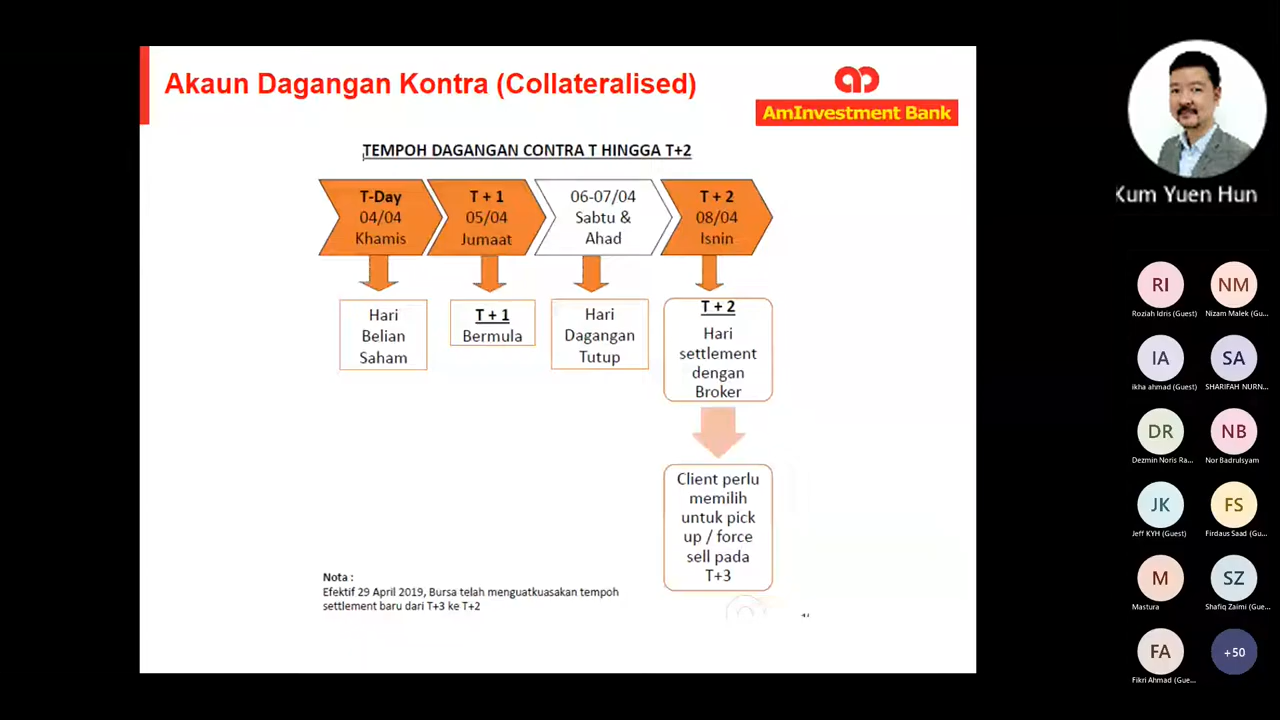 Akaun Dagangan Kontra (Collateralised)
AmInvestment Bank
TEMPOH DAGANGAN CONTRA T HINGGA T+2
T-Day
04/04
Khamis
T + 1
05/04
Jumaat
06-07/04
Sabtu &
Ahad
T + 2
08/04
Isnin
Hari
Belian
Saham
T + 1
Bermula
Hari
Dagangan
Tutup
T + 2
Hari
settlement
dengan
Broker
Client perlu
memilih
untuk pick
up / force
sell pada
T+3
Nota :
Efektif 29 April 2019, Bursa telah menguatkuasakan tempoh
settlement baru dari T+3 ke T+2
Kum Yuen Hun
RI
Roziah Idris (Guest)
NM
Nizam Malek (Gu...
IA
ikha ahmad (Guest)
SA
SHARIFAH NURN...
DR
Dezmin Noris Ra...
NB
Nor Badrulsyam
JK
Jeff KYH (Guest)
FS
Firdaus Saad (Gu...
M
Mastura
SZ
Shafiq Zaimi (Gue...
FA
Fikri Ahmad (Gue...
+50